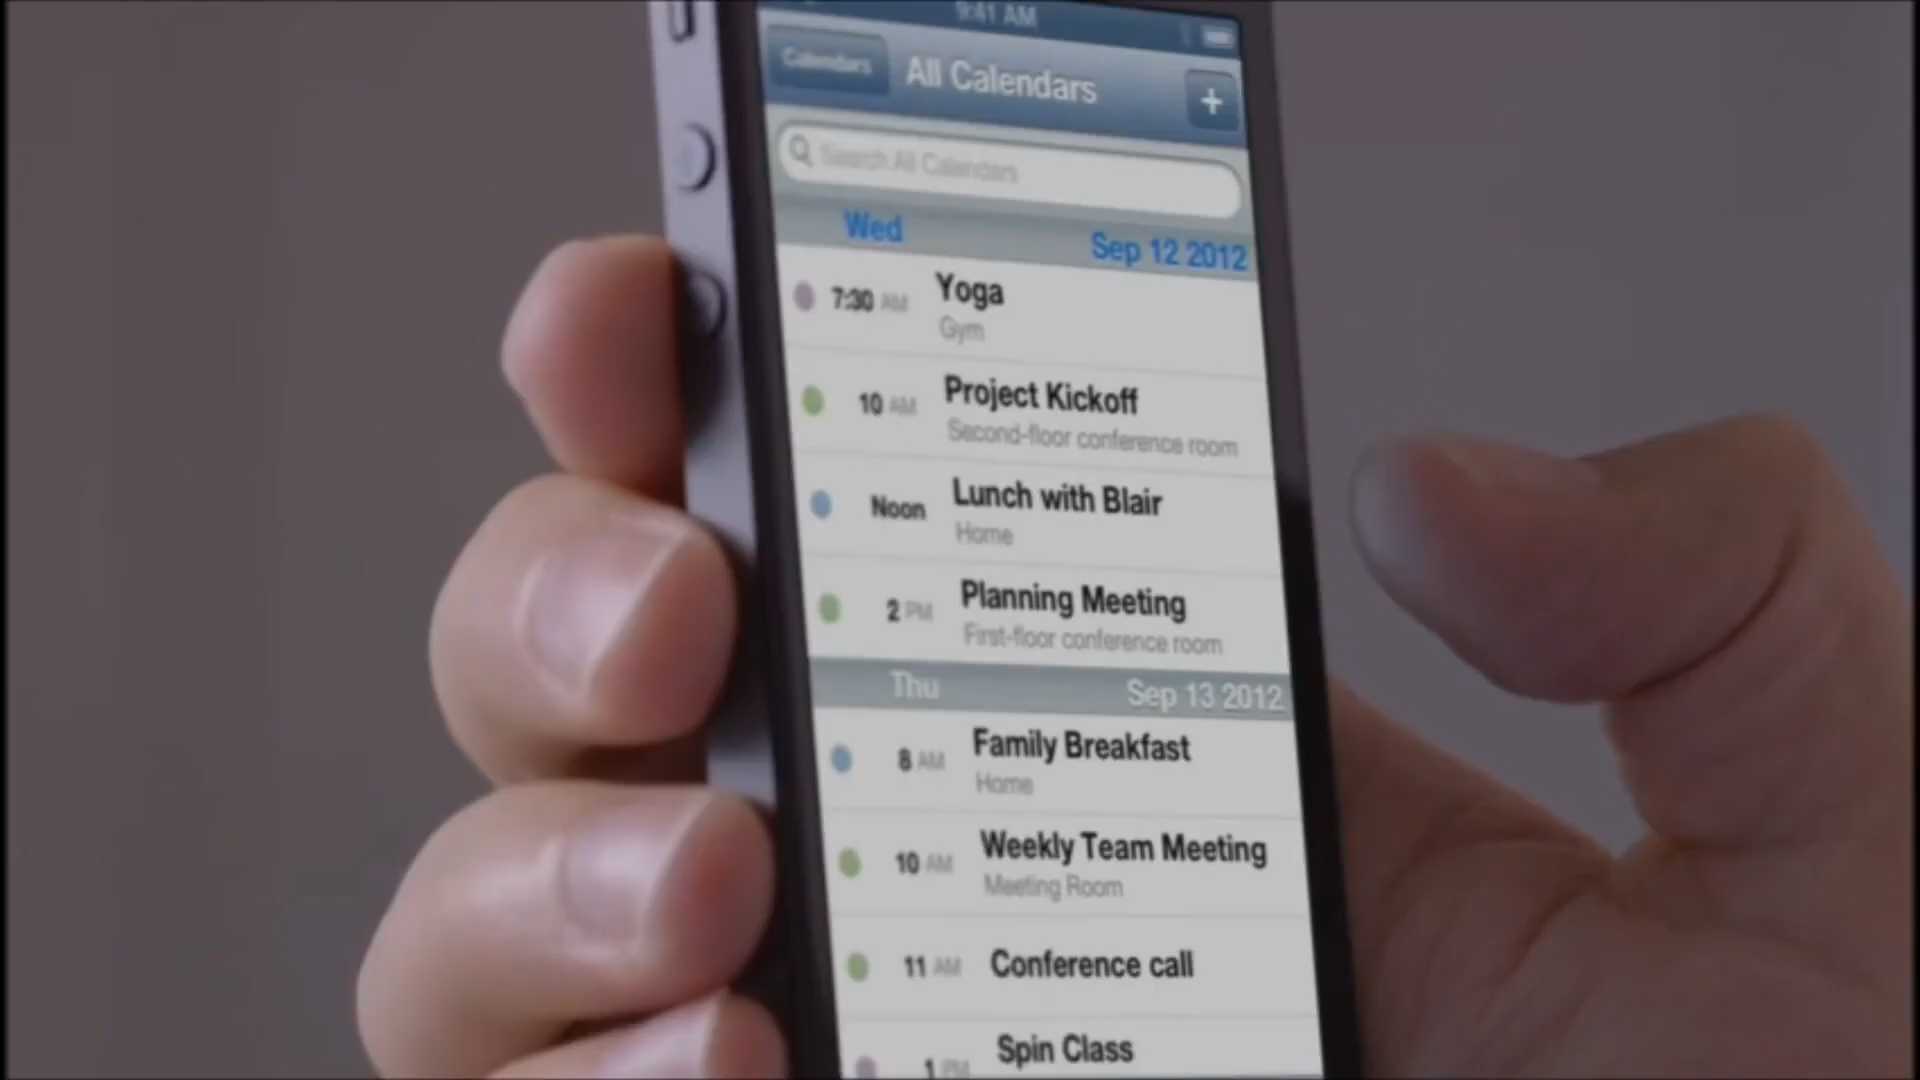 9:41 AM
Calendars
All Calendars
+
Search All Calendars
Wed Sep 12 2012
7:30 AM Yoga
Gym
10 AM Project Kickoff
Second-floor conference room
Noon Lunch with Blair
Home
2 PM Planning Meeting
First-floor conference room
Thu Sep 13 2012
8 AM Family Breakfast
Home
10 AM Weekly Team Meeting
Meeting Room
11 AM Conference call
1 PM Spin Class